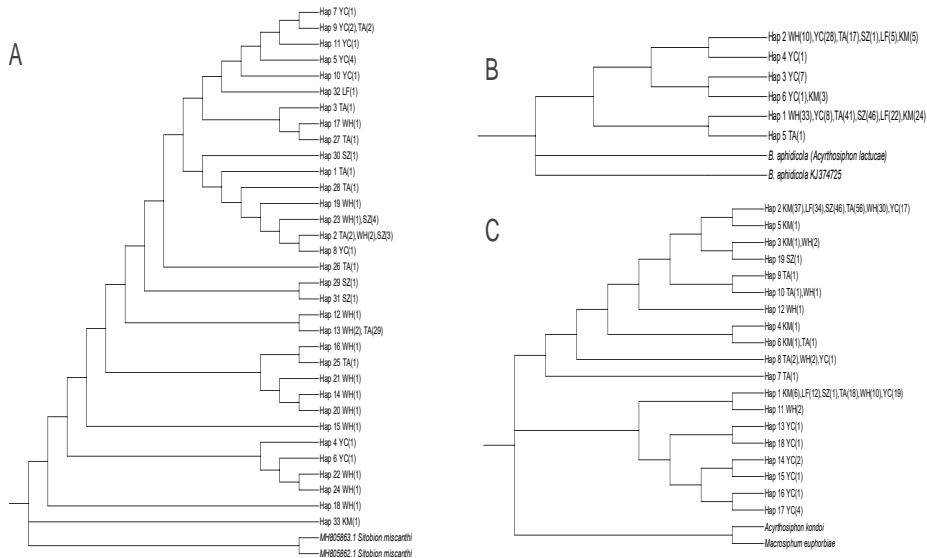 A
Hap 7 YC(1)
Hap 9 YC(2),TA(2)
Hap 11 YC(1)
Hap 5 YC(4)
Hap 10 YC(1)
Hap 32 LF(1)
Hap 3 TA(1)
Hap 17 WH(1)
Hap 27 TA(1)
Hap 30 SZ(1)
Hap 1 TA(1)
Hap 28 TA(1)
Hap 19 WH(1)
Hap 23 WH(1),SZ(4)
Hap 2 TA(2),WH(2),SZ(3)
Hap 8 YC(1)
Hap 26 TA(1)
Hap 29 SZ(1)
Hap 31 SZ(1)
Hap 12 WH(1)
Hap 13 WH(2), TA(29)
Hap 16 WH(1)
Hap 25 TA(1)
Hap 21 WH(1)
Hap 14 WH(1)
Hap 20 WH(1)
Hap 15 WH(1)
Hap 4 YC(1)
Hap 6 YC(1)
Hap 22 WH(1)
Hap 24 WH(1)
Hap 18 WH(1)
Hap 33 KM(1)
MH805863.1 Sitobion miscanthi
MH805862.1 Sitobion miscanthi
B
Hap 2 WH(10),YC(28),TA(17),SZ(1),LF(5),KM(5)
Hap 4 YC(1)
Hap 3 YC(7)
Hap 6 YC(1),KM(3)
Hap 1 WH(33),YC(8),TA(41),SZ(46),LF(22),KM(24)
Hap 5 TA(1)
B. aphidicola (Acyrthosiphon lactucae)
B. aphidicola KJ374725
C
Hap 2 KM(37),LF(34),SZ(46),TA(56),WH(30),YC(17)
Hap 5 KM(1)
Hap 3 KM(1),WH(2)
Hap 19 SZ(1)
Hap 9 TA(1)
Hap 10 TA(1),WH(1)
Hap 12 WH(1)
Hap 4 KM(1)
Hap 6 KM(1),TA(1)
Hap 8 TA(2),WH(2),YC(1)
Hap 7 TA(1)
Hap 1 KM(6),LF(12),SZ(1),TA(18),WH(10),YC(19)
Hap 11 WH(2)
Hap 13 YC(1)
Hap 18 YC(1)
Hap 14 YC(2)
Hap 15 YC(1)
Hap 16 YC(1)
Hap 17 YC(4)
Acyrthosiphon kondoi
Macrosiphum euphorbiae